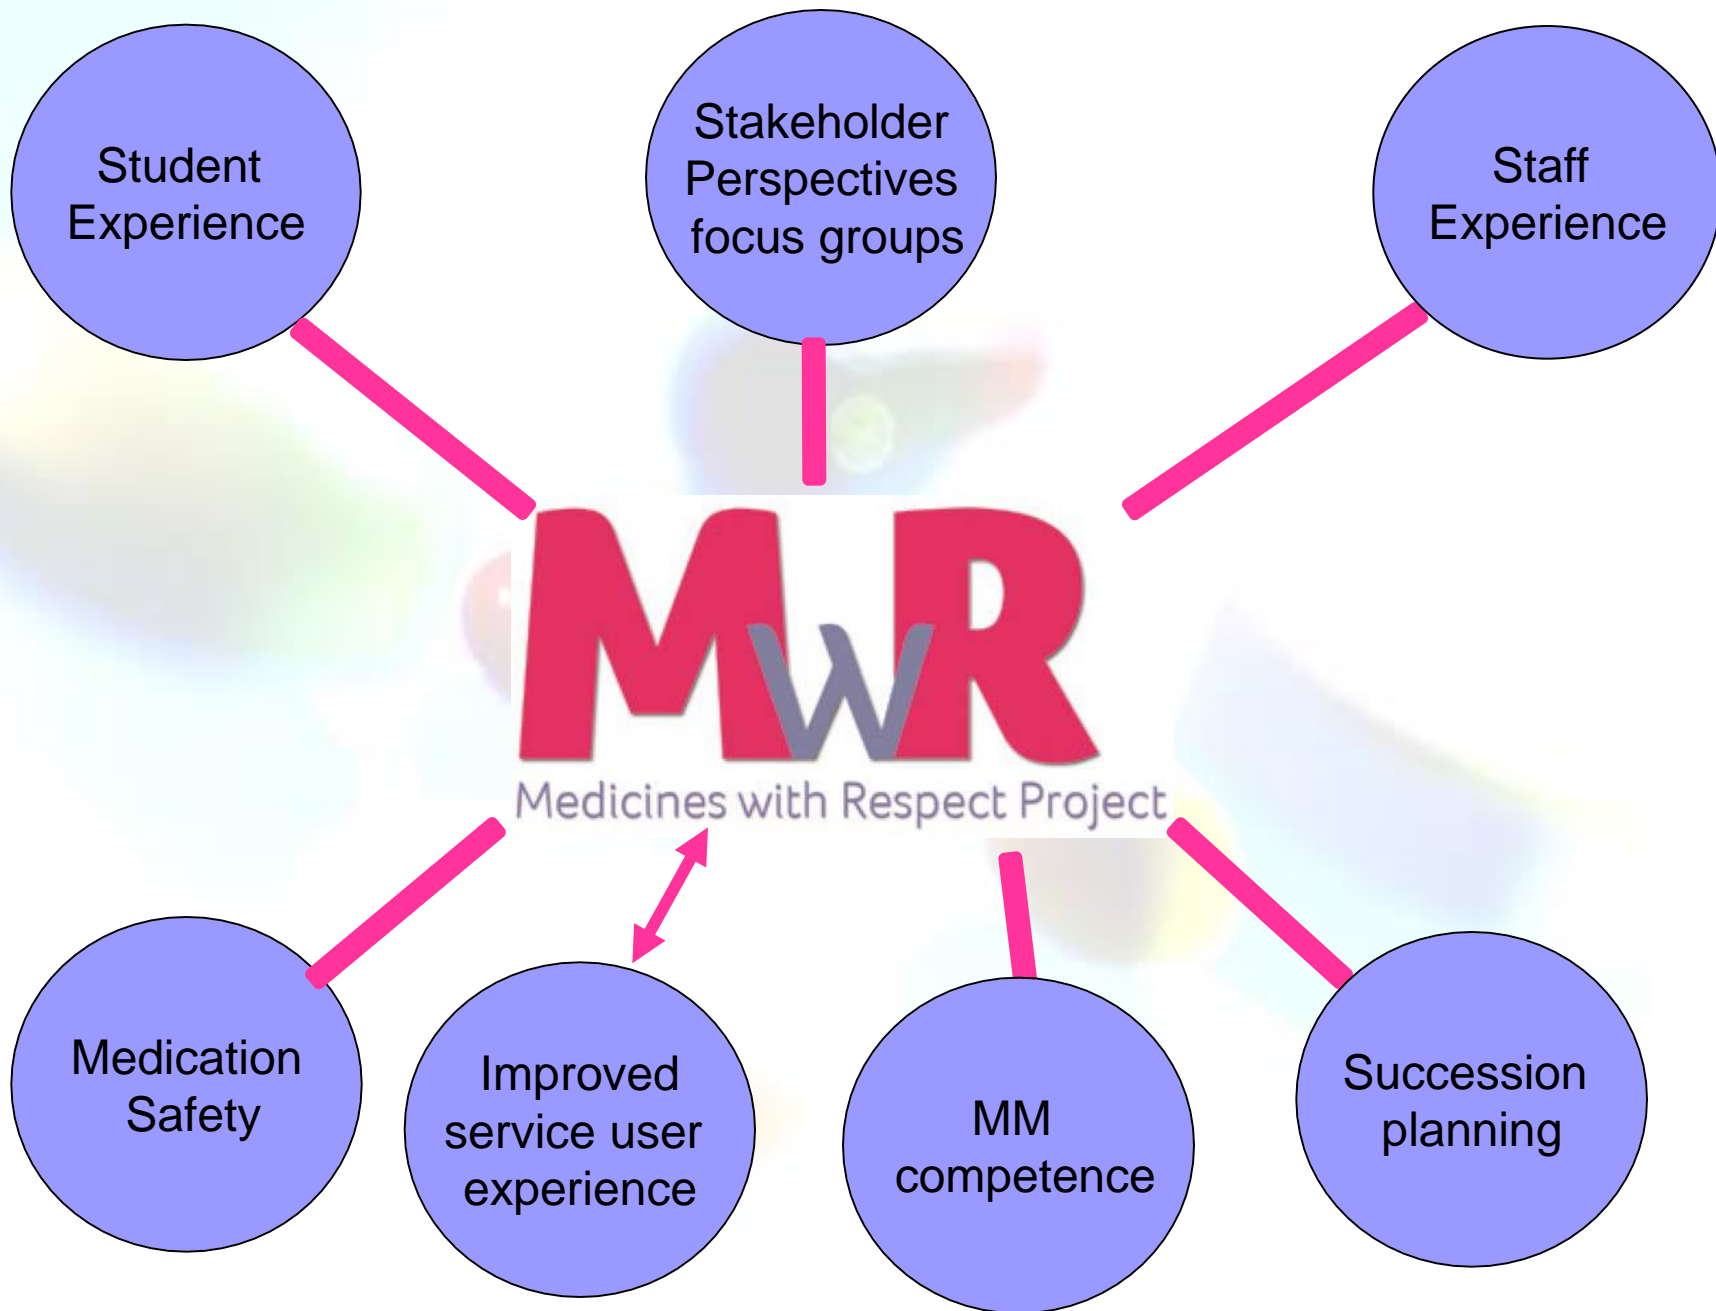 Student
Experience
Stakeholder
Perspectives
focus groups
Staff
Experience
MwR
Medicines with Respect Project
Medication
Safety
Improved
service user
experience
MM
competence
Succession
planning